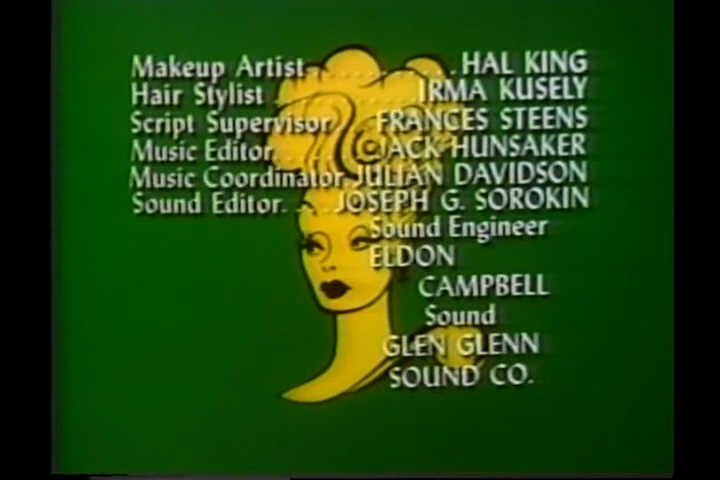 Makeup Artist . . . . . . . . . . . HAL KING
Hair Stylist . . . . . . . . . . . IRMA KUSELY
Script Supervisor FRANCES STEENS
Music Editor . . . . . . . JACK HUNSAKER
Music Coordinator JULIAN DAVIDSON
Sound Editor. . . . JOSEPH G. SOROKIN
Sound Engineer
ELDON
CAMPBELL
Sound
GLEN GLENN
SOUND CO.